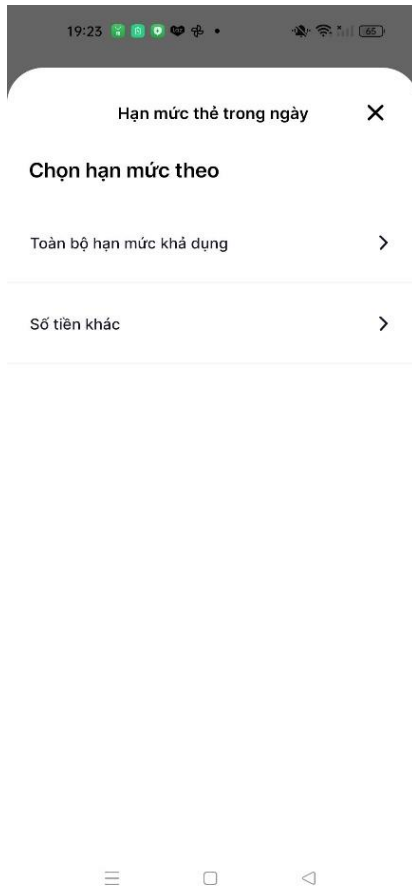 19:23
65
Hạn mức thẻ trong ngày
Chọn hạn mức theo
Toàn bộ hạn mức khả dụng
Số tiền khác